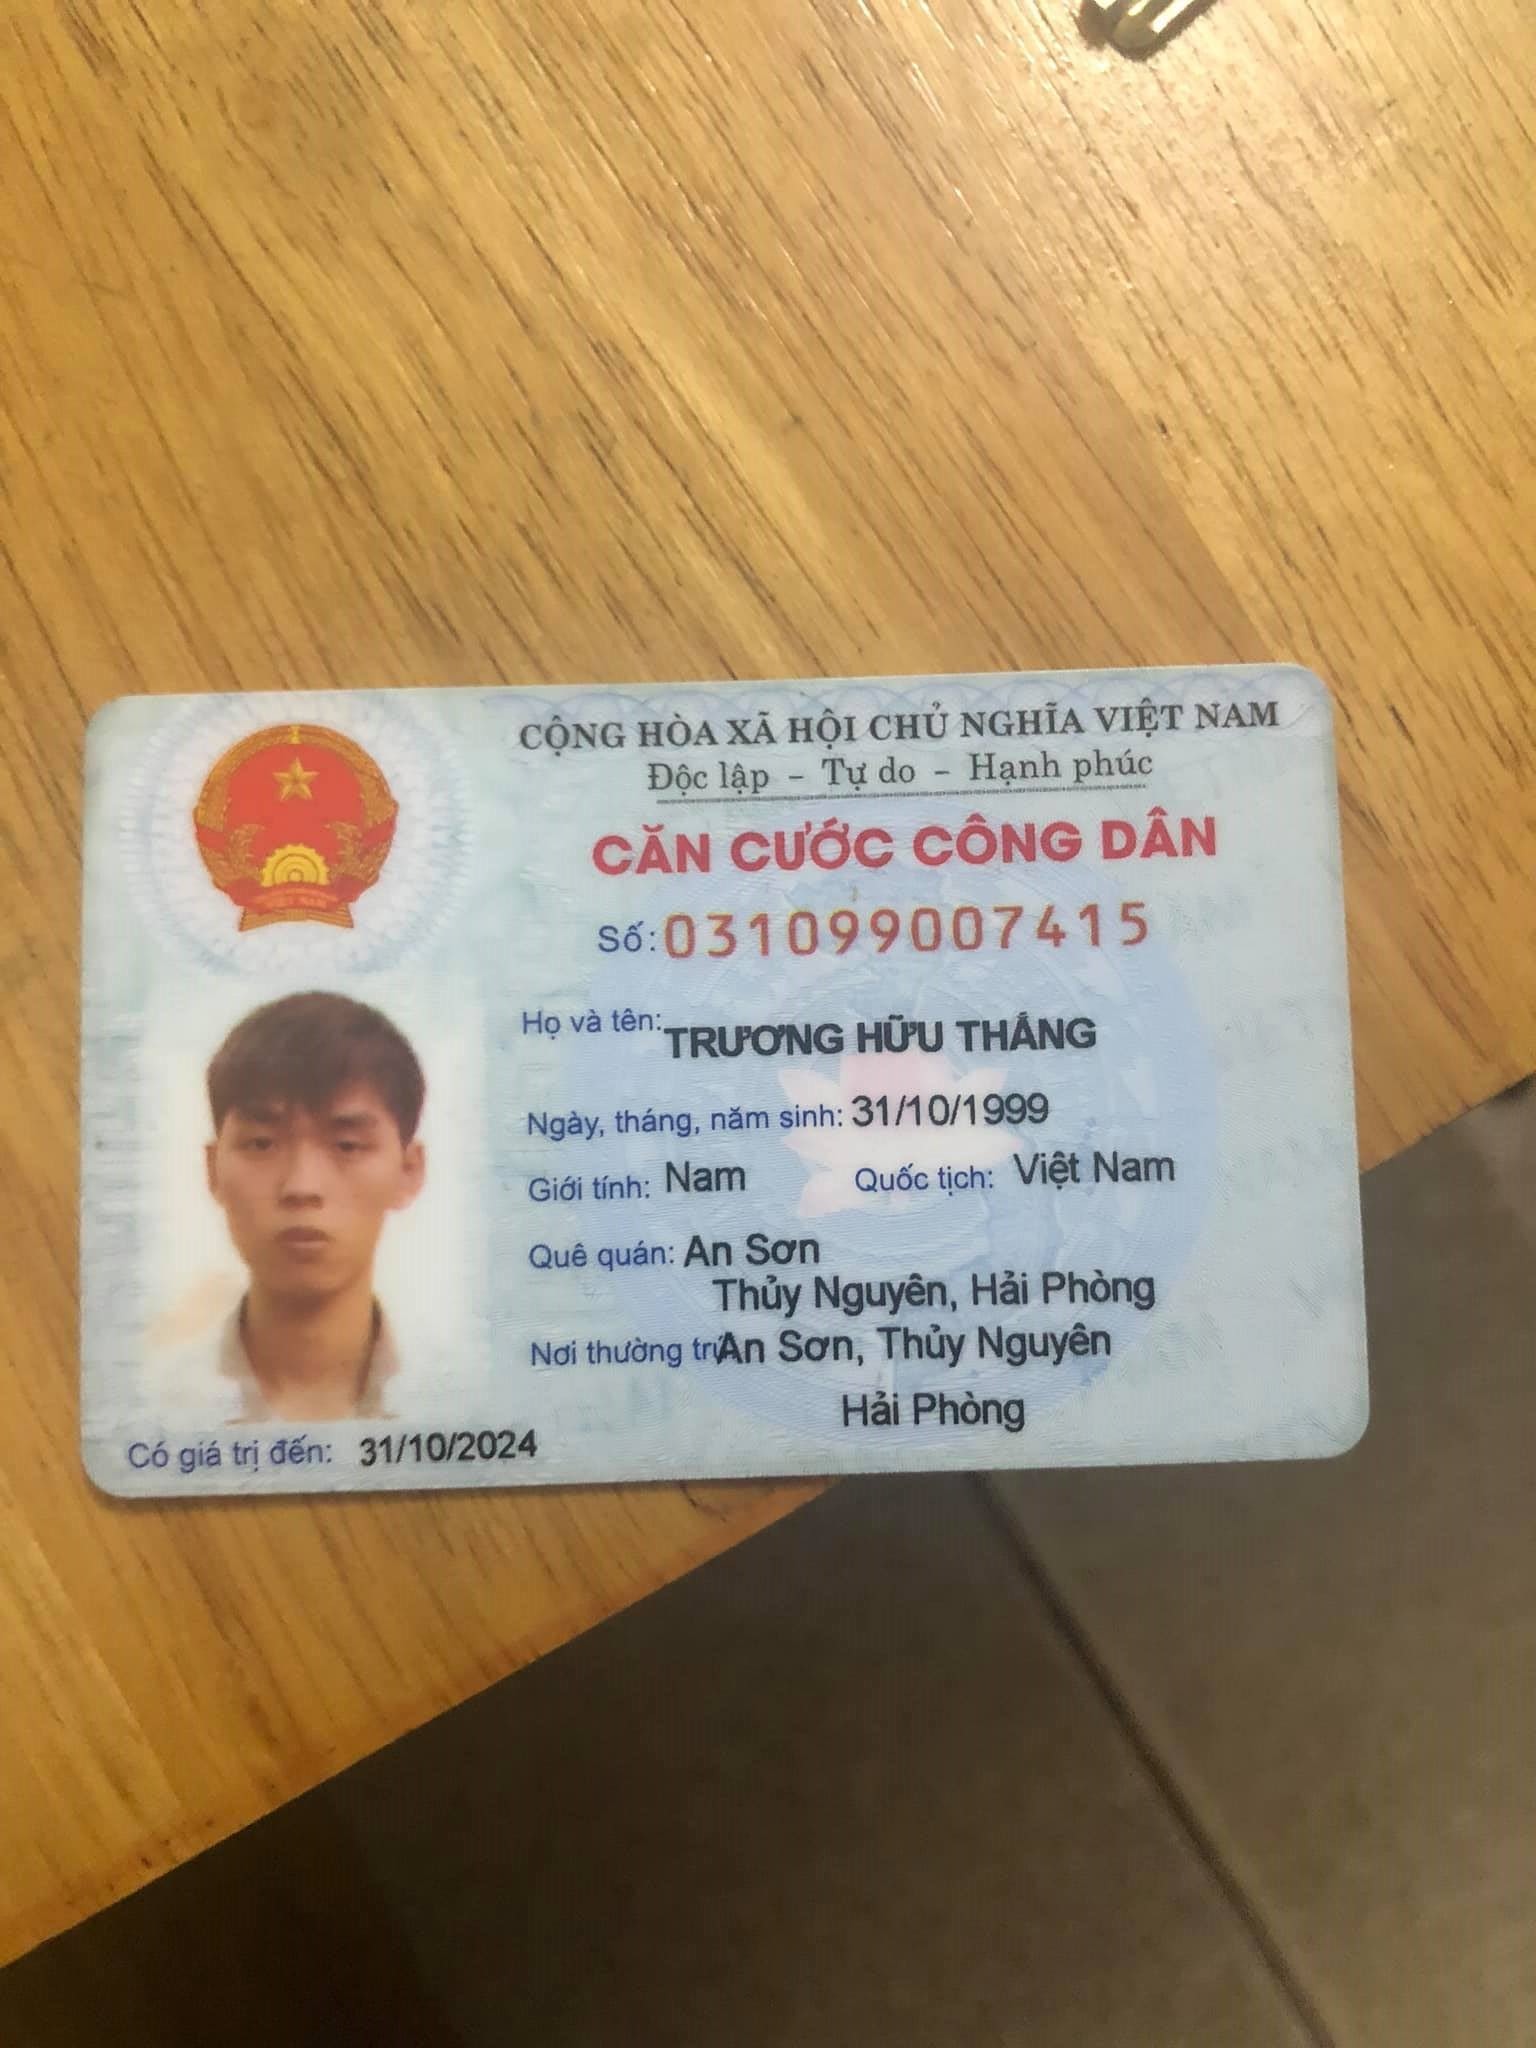 CỘNG HÒA XÃ HỘI CHỦ NGHĨA VIỆT NAM
Độc lập - Tự do - Hạnh phúc
CĂN CƯỚC CÔNG DÂN
Số: 031099007415
Họ và tên: TRƯƠNG HỮU THẮNG
Ngày, tháng, năm sinh: 31/10/1999
Giới tính: Nam Quốc tịch: Việt Nam
Quê quán: An Sơn
Thủy Nguyên, Hải Phòng
Nơi thường trú: An Sơn, Thủy Nguyên
Hải Phòng
Có giá trị đến: 31/10/2024